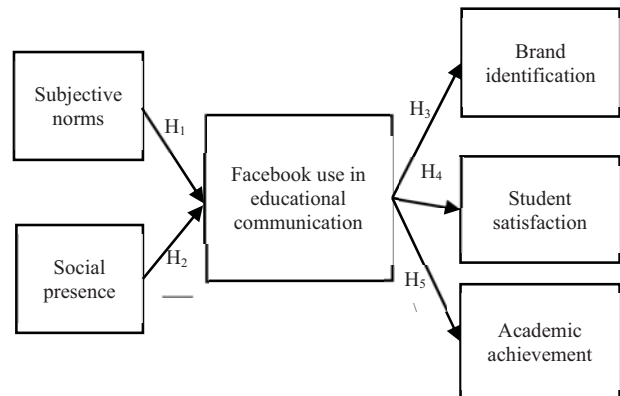 Subjective
norms
H₁
Social
presence
H₂
Facebook use in
educational
communication
H₃
Brand
identification
H₄
Student
satisfaction
H₅
Academic
achievement